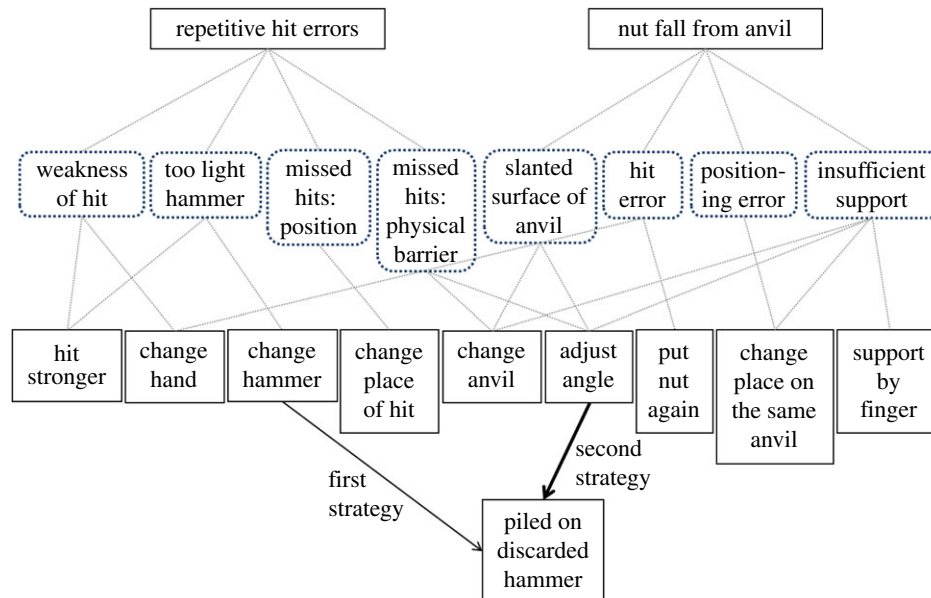 repetitive hit errors
nut fall from anvil
weakness
of hit
too light
hammer
missed
hits:
position
missed
hits:
physical
barrier
slanted
surface of
anvil
hit
error
position-
ing error
insufficient
support
hit
stronger
change
hand
change
hammer
change
place
of hit
change
anvil
adjust
angle
put
nut
again
change
place on
the same
anvil
support
by
finger
first
strategy
second
strategy
piled on
discarded
hammer